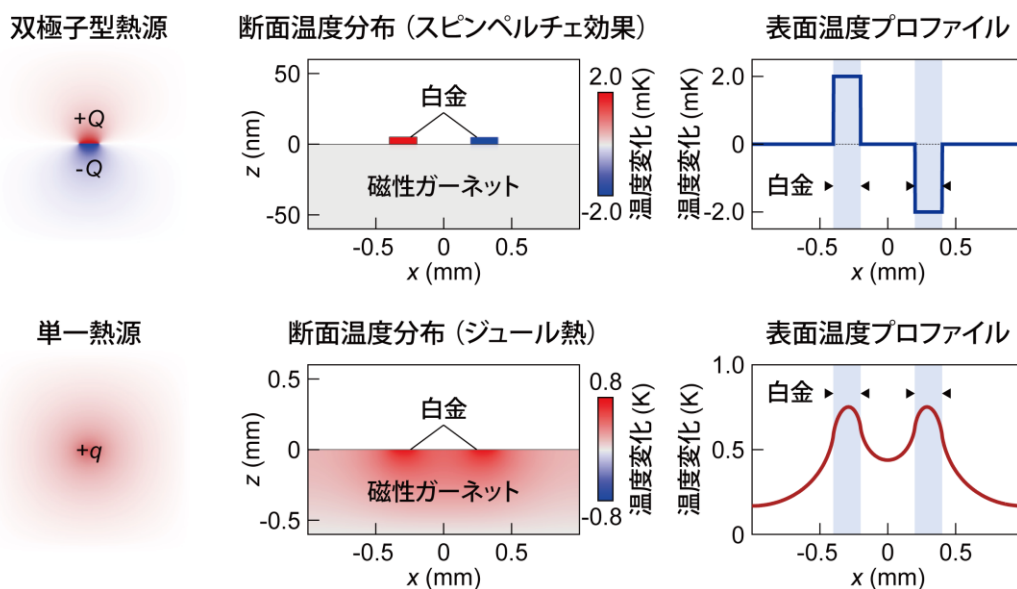 双極子型熱源
+Q
-Q
断面温度分布（スピンペルチェ効果）
z (nm)
50
0
-50
白金
磁性ガーネット
-0.5
0
0.5
x (mm)
2.0
-2.0
温度変化 (mK)
表面温度プロファイル
温度変化 (mK)
2.0
0
-2.0
白金
-0.5
0
0.5
x (mm)
単一熱源
+q
断面温度分布（ジュール熱）
z (mm)
0.5
0
-0.5
白金
磁性ガーネット
-0.5
0
0.5
x (mm)
0.8
-0.8
温度変化 (K)
表面温度プロファイル
温度変化 (K)
1.0
0.5
0
白金
-0.5
0
0.5
x (mm)